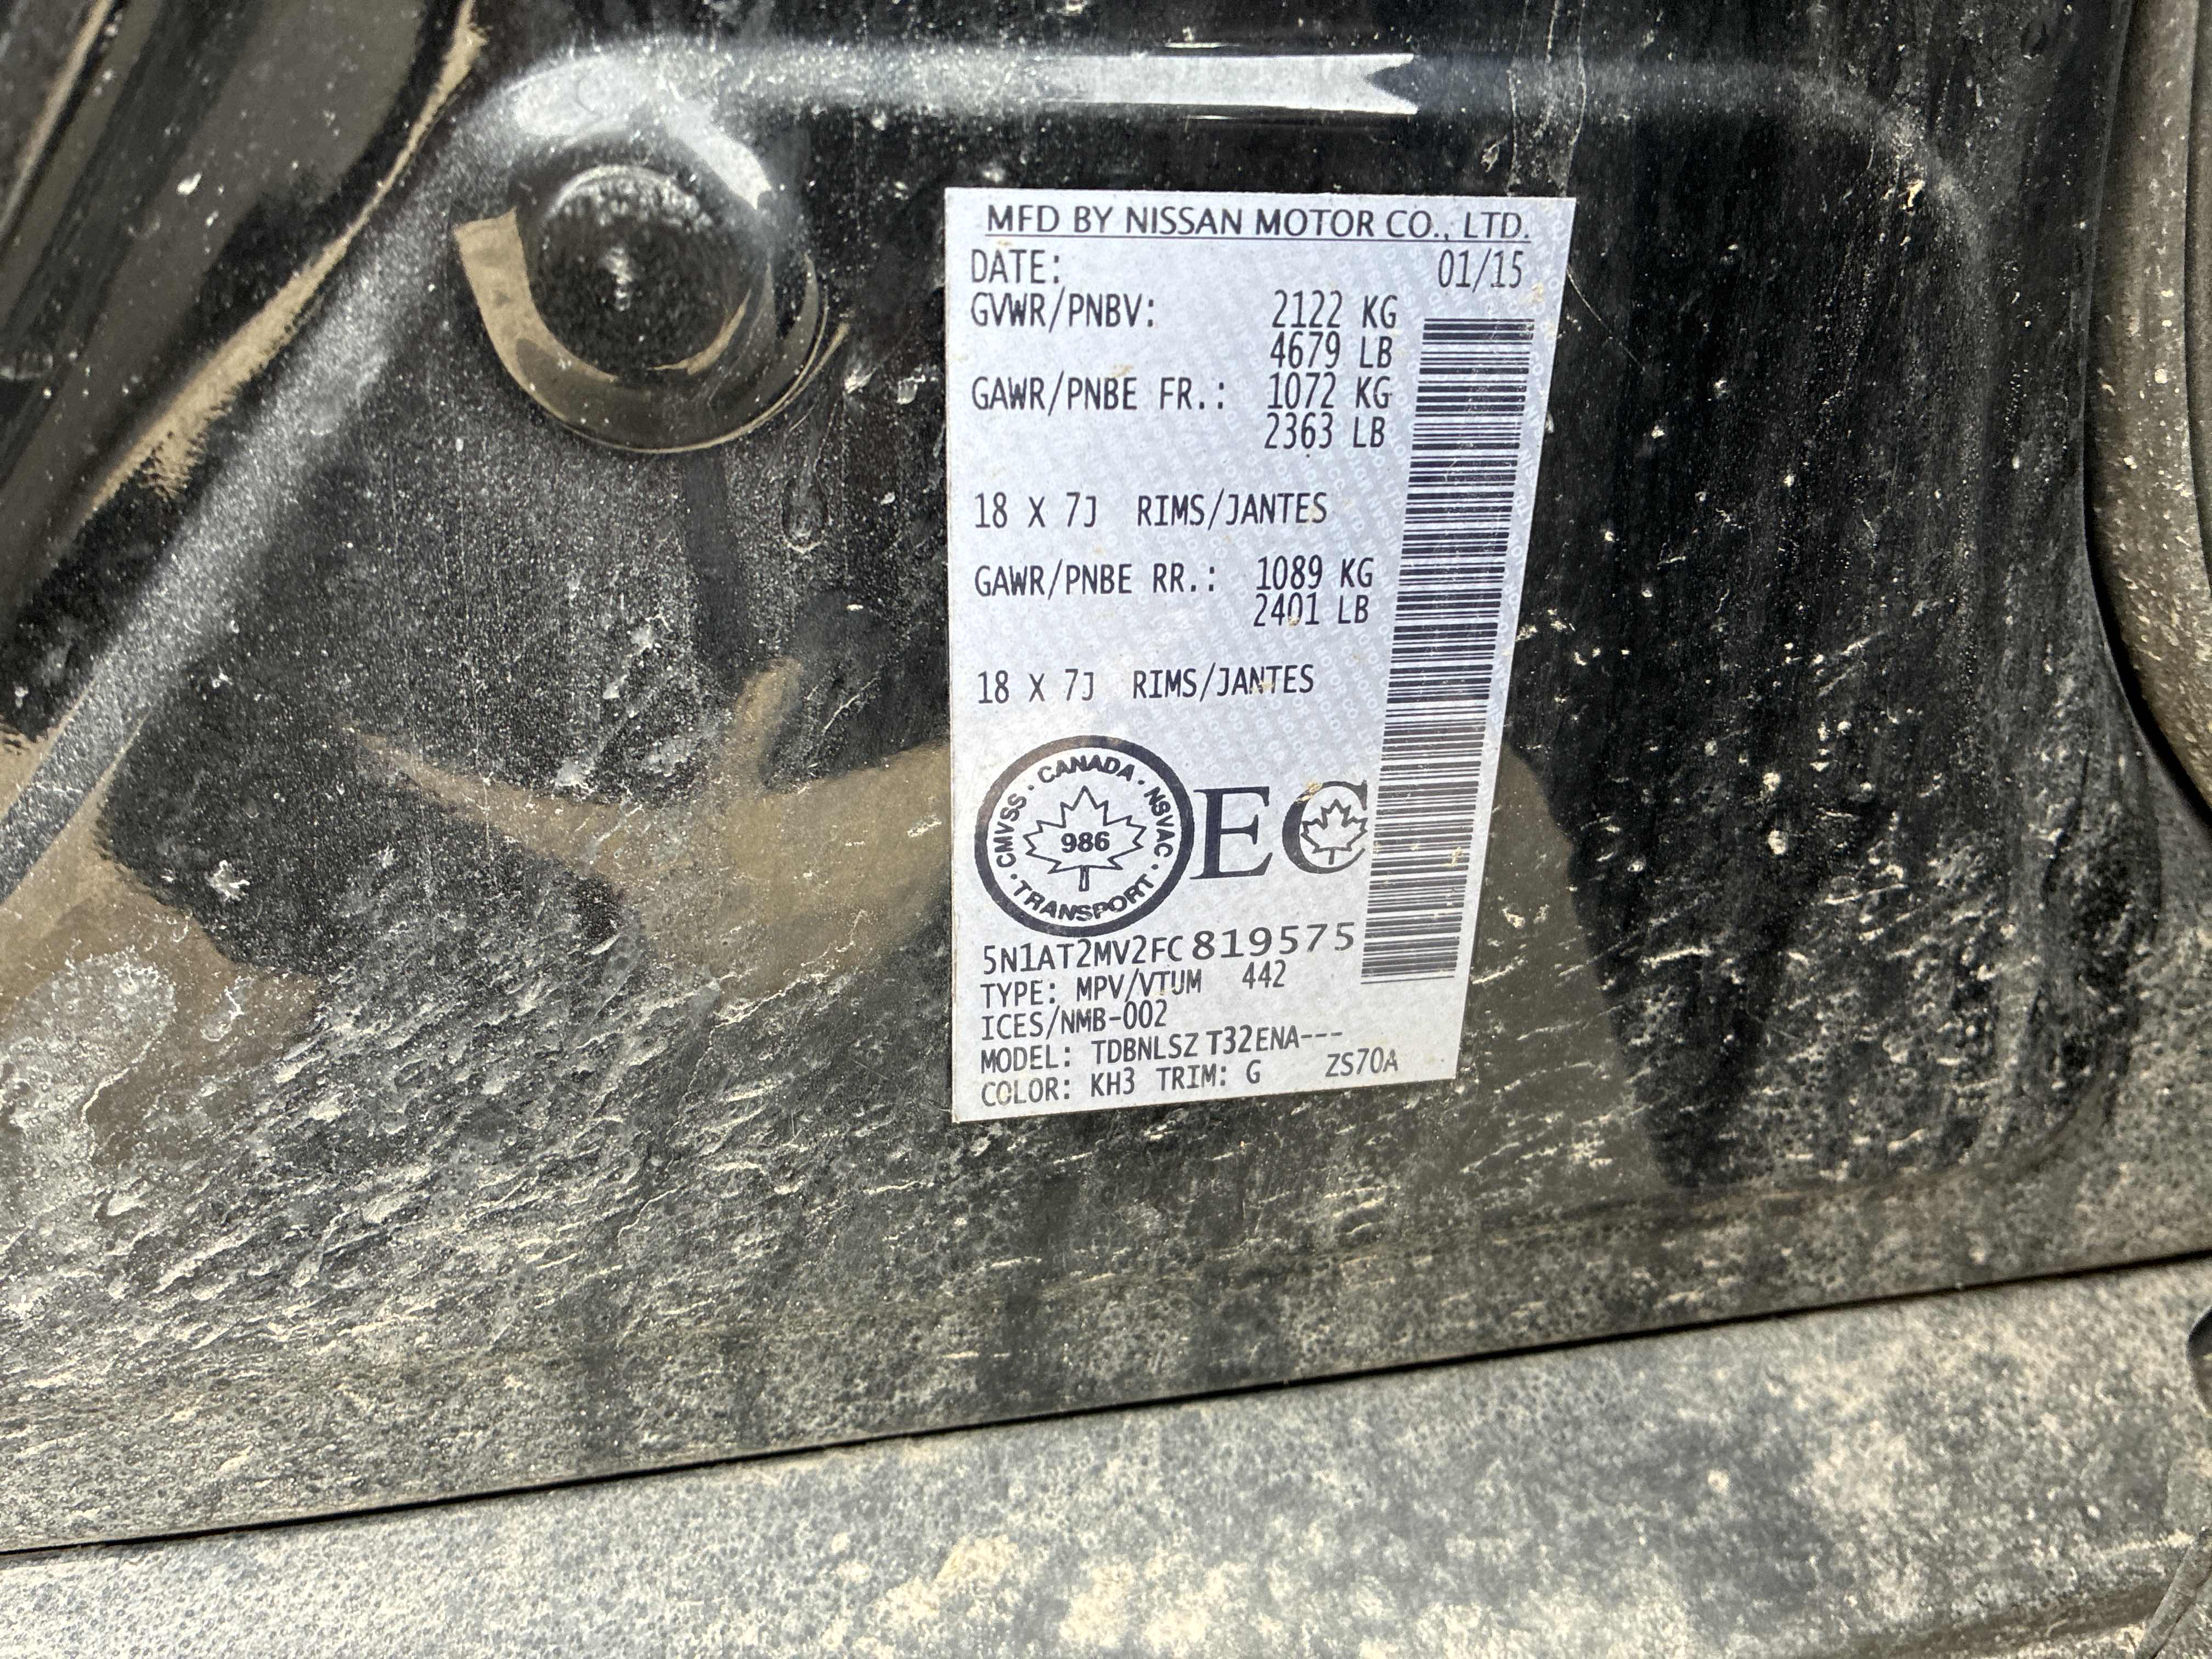 MFD BY NISSAN MOTOR CO., LTD.
DATE: 01/15
GVWR/PNBV: 2122 KG
4679 LB
GAWR/PNBE FR.: 1072 KG
2363 LB
18 X 7J RIMS/JANTES
GAWR/PNBE RR.: 1089 KG
2401 LB
18 X 7J RIMS/JANTES
CANADA · NSVAC · TRANSPORT · CMVSS ·
986
EC
5N1AT2MV2FC819575
TYPE: MPV/VTUM 442
ICES/NMB-002
MODEL: TDBNLSZ T32ENA---
COLOR: KH3 TRIM: G ZS70A